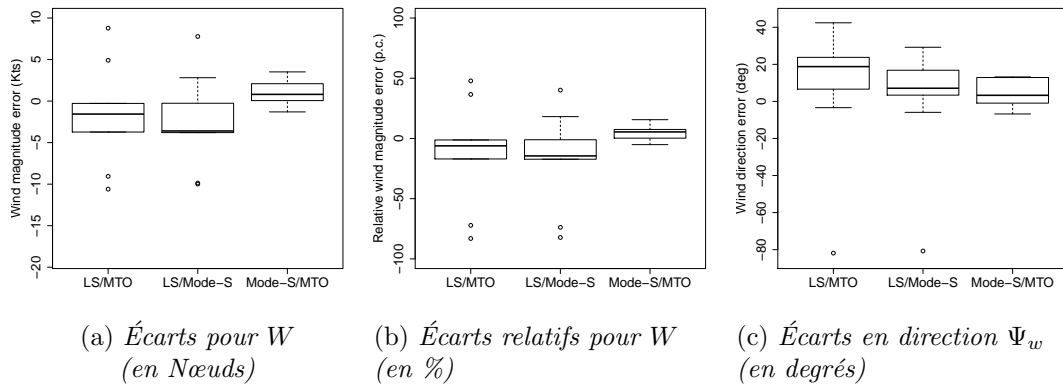 Wind magnitude error (Kts)
10
5
0
−5
−10
−15
−20
LS/MTO LS/Mode−S Mode−S/MTO
Relative wind magnitude error (p.c.)
100
50
0
−50
−100
LS/MTO LS/Mode−S Mode−S/MTO
Wind direction error (deg)
40
20
0
−20
−40
−60
−80
LS/MTO LS/Mode−S Mode−S/MTO
(a) Écarts pour W
(en Nœuds)
(b) Écarts relatifs pour W
(en %)
(c) Écarts en direction Ψw
(en degrés)